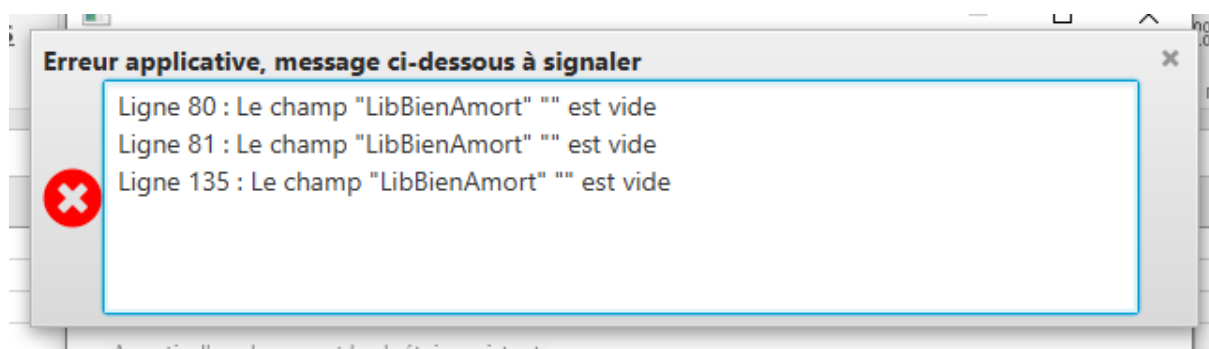 Erreur applicative, message ci-dessous à signaler
Ligne 80 : Le champ "LibBienAmort" "" est vide
Ligne 81 : Le champ "LibBienAmort" "" est vide
Ligne 135 : Le champ "LibBienAmort" "" est vide